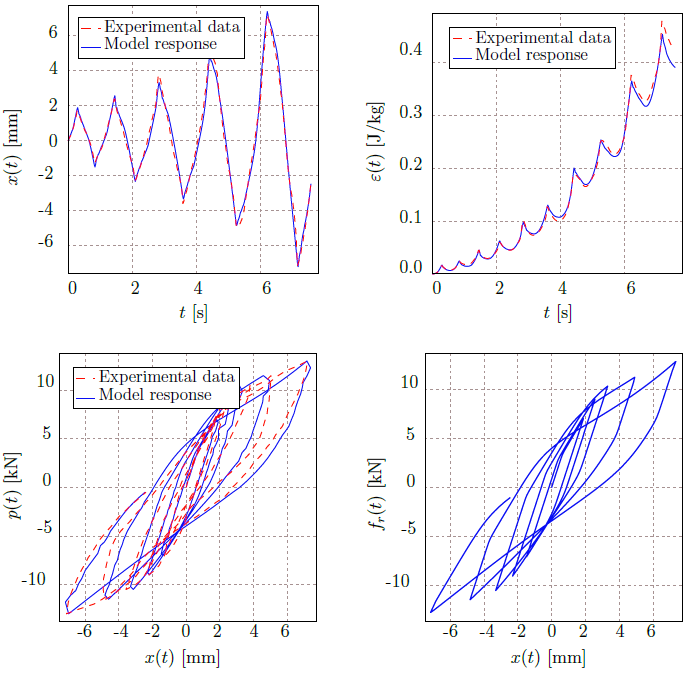 Experimental data
Model response
6
4
2
0
-2
-4
-6
x(t) [mm]
0 2 4 6
t [s]
Experimental data
Model response
0.4
0.3
0.2
0.1
0.0
ε(t) [J/kg]
0 2 4 6
t [s]
Experimental data
Model response
10
5
0
-5
-10
p(t) [kN]
-6 -4 -2 0 2 4 6
x(t) [mm]
10
5
0
-5
-10
fr(t) [kN]
-6 -4 -2 0 2 4 6
x(t) [mm]